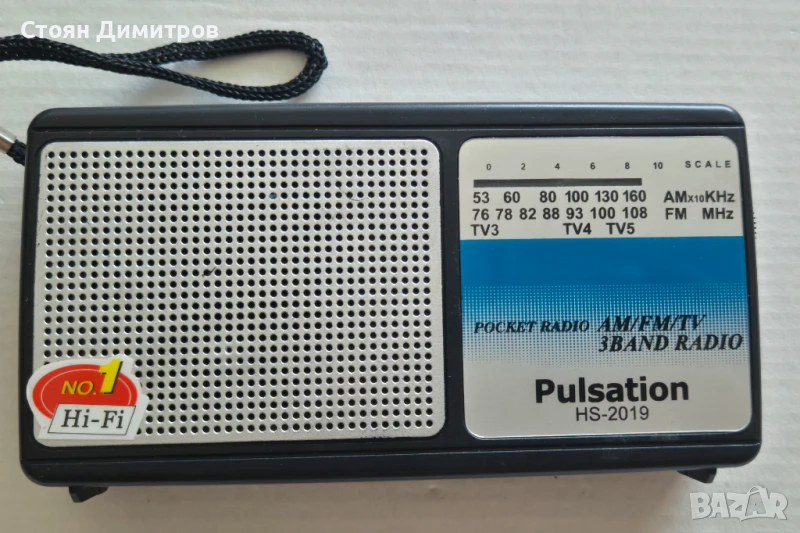 Стоян Димитров
0 2 4 6 8 10 SCALE
53 60 80 100 130 160 AMx10KHz
76 78 82 88 93 100 108 FM MHz
TV3 TV4 TV5
POCKET RADIO AM/FM/TV
3BAND RADIO
Pulsation
HS-2019
NO.1
Hi-Fi
BAZAR